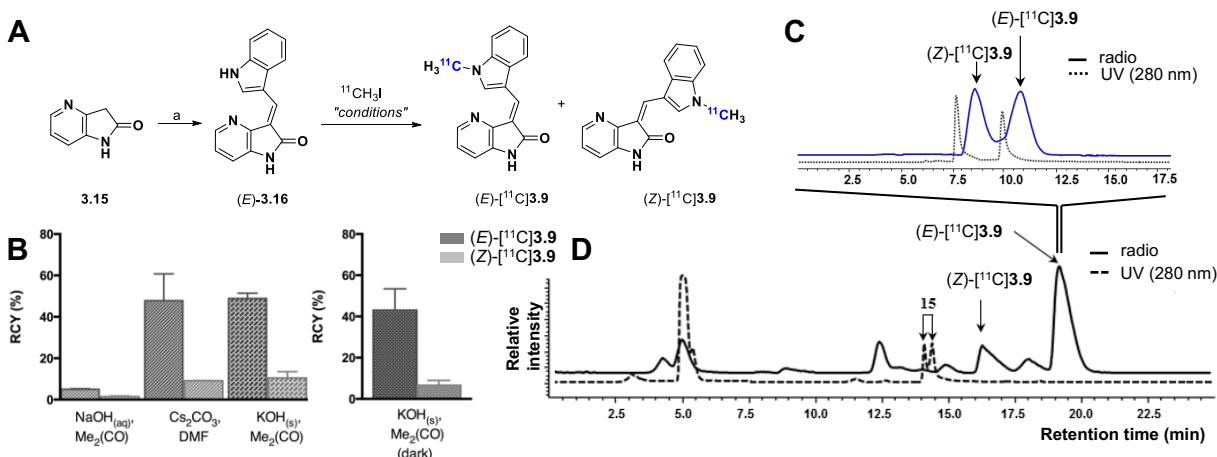 A
N
O
N
H
3.15
a
HN
N
O
N
H
(E)-3.16
¹¹CH₃I
"conditions"
H₃¹¹C
N
N
O
N
H
(E)-[¹¹C]3.9
+
N
¹¹CH₃
N
O
N
H
(Z)-[¹¹C]3.9
B
RCY (%)
80
60
40
20
0
NaOH(aq),
Me₂(CO)
Cs₂CO₃,
DMF
KOH(s),
Me₂(CO)
RCY (%)
80
60
40
20
0
KOH(s),
Me₂(CO)
(dark)
(E)-[¹¹C]3.9
(Z)-[¹¹C]3.9
C
(E)-[¹¹C]3.9
(Z)-[¹¹C]3.9
radio
UV (280 nm)
2.5 5.0 7.5 10.0 12.5 15.0 17.5
D
(E)-[¹¹C]3.9
radio
UV (280 nm)
(Z)-[¹¹C]3.9
15
Relative
intensity
2.5 5.0 7.5 10.0 12.5 15.0 17.5 20.0 22.5
Retention time (min)